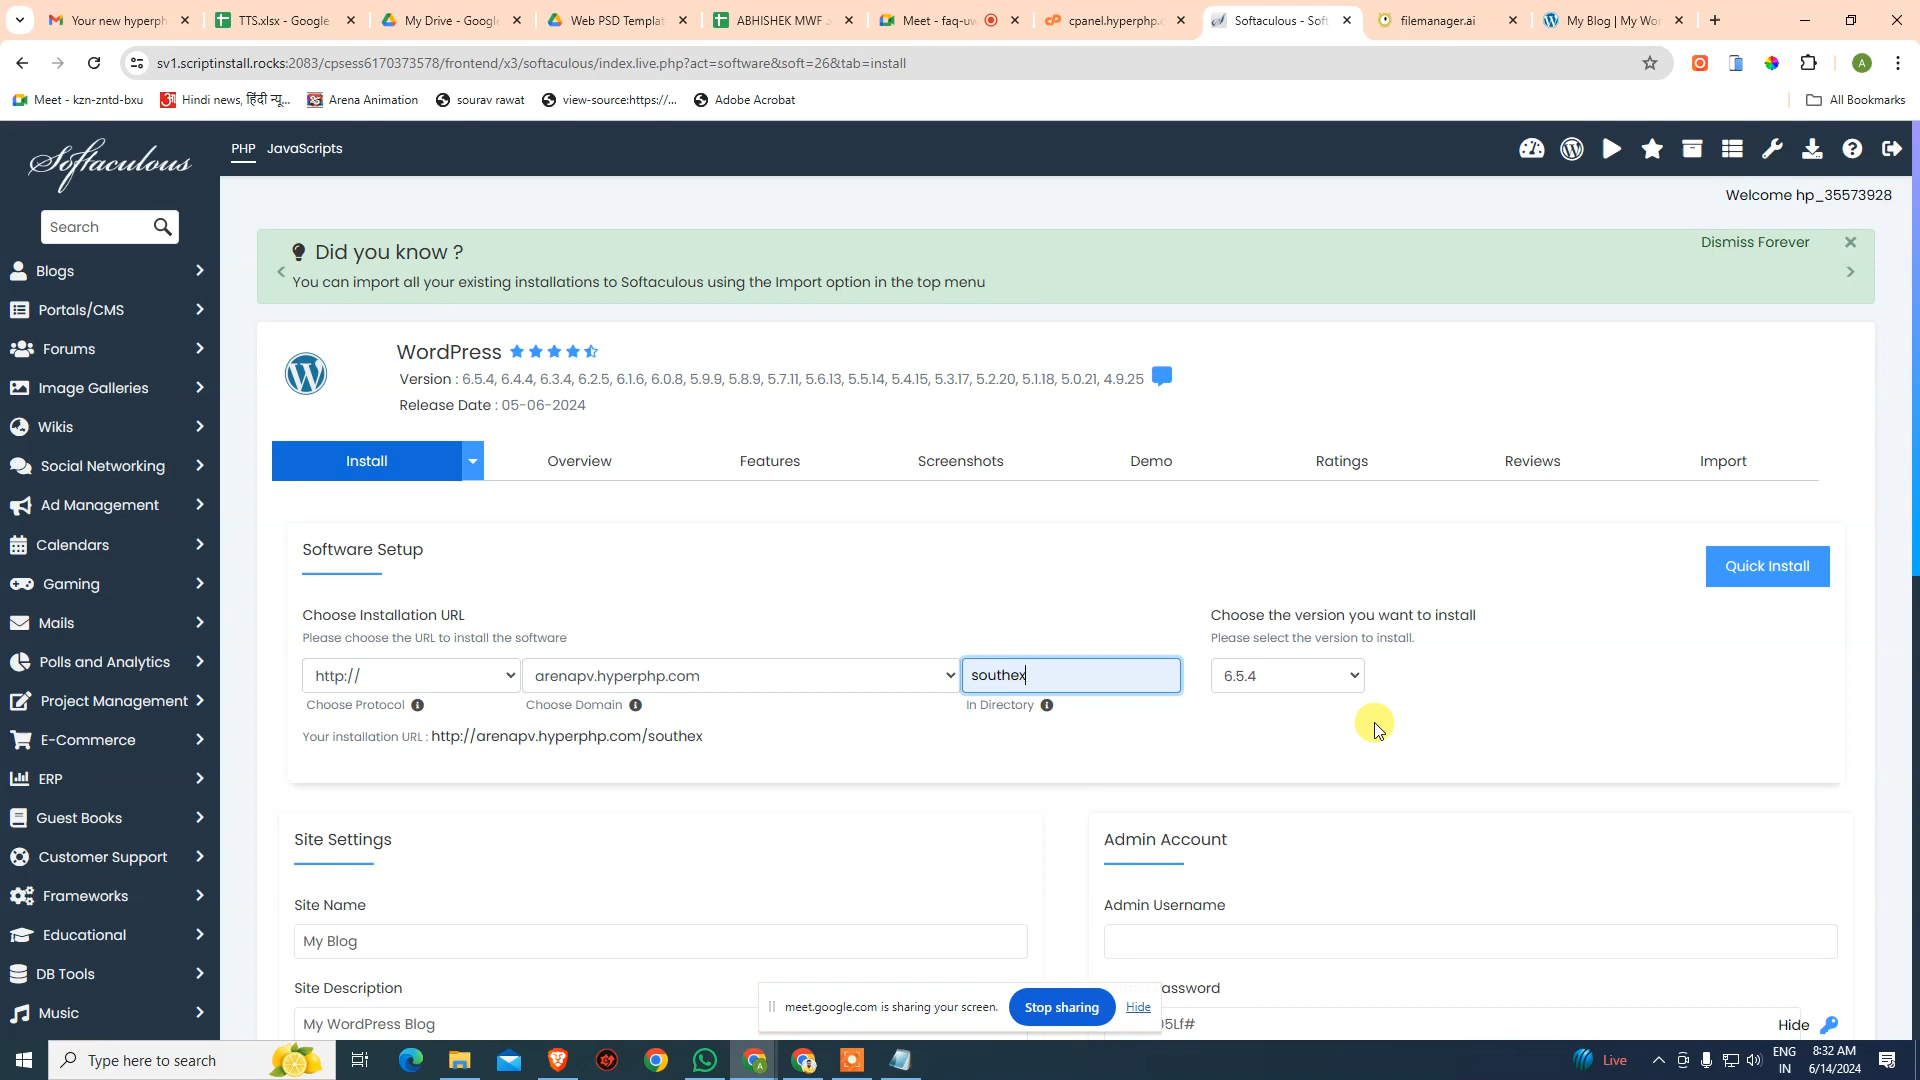 Your new hyperph
TTS.xlsx - Google
My Drive - Google
Web PSD Templat
ABHISHEK MWF
Meet - faq-uw
cpanel.hyperphp.c
Softaculous - Soft
filemanager.ai
My Blog | My Wor
sv1.scriptinstall.rocks:2083/cpsess6170373578/frontend/x3/softaculous/index.live.php?act=software&soft=26&tab=install
A
Meet - kzn-zntd-bxu
Hindi news, हिंदी न्यू...
Arena Animation
sourav rawat
view-source:https://...
Adobe Acrobat
All Bookmarks
Softaculous
PHP
JavaScripts
Welcome hp_35573928
Search
Blogs
Portals/CMS
Forums
Image Galleries
Wikis
Social Networking
Ad Management
Calendars
Gaming
Mails
Polls and Analytics
Project Management
E-Commerce
ERP
Guest Books
Customer Support
Frameworks
Educational
DB Tools
Music
Did you know ?
Dismiss Forever
You can import all your existing installations to Softaculous using the Import option in the top menu
WordPress
Version : 6.5.4, 6.4.4, 6.3.4, 6.2.5, 6.1.6, 6.0.8, 5.9.9, 5.8.9, 5.7.11, 5.6.13, 5.5.14, 5.4.15, 5.3.17, 5.2.20, 5.1.18, 5.0.21, 4.9.25
Release Date : 05-06-2024
Install
Overview
Features
Screenshots
Demo
Ratings
Reviews
Import
Software Setup
Quick Install
Choose Installation URL
Please choose the URL to install the software
http://
arenapv.hyperphp.com
southex
Choose Protocol
Choose Domain
In Directory
Your installation URL : http://arenapv.hyperphp.com/southex
Choose the version you want to install
Please select the version to install.
6.5.4
Site Settings
Site Name
My Blog
Site Description
My WordPress Blog
Admin Account
Admin Username
assword
5Lf#
Hide
meet.google.com is sharing your screen.
Stop sharing
Hide
Type here to search
Live
ENG
IN
8:32 AM
6/14/2024